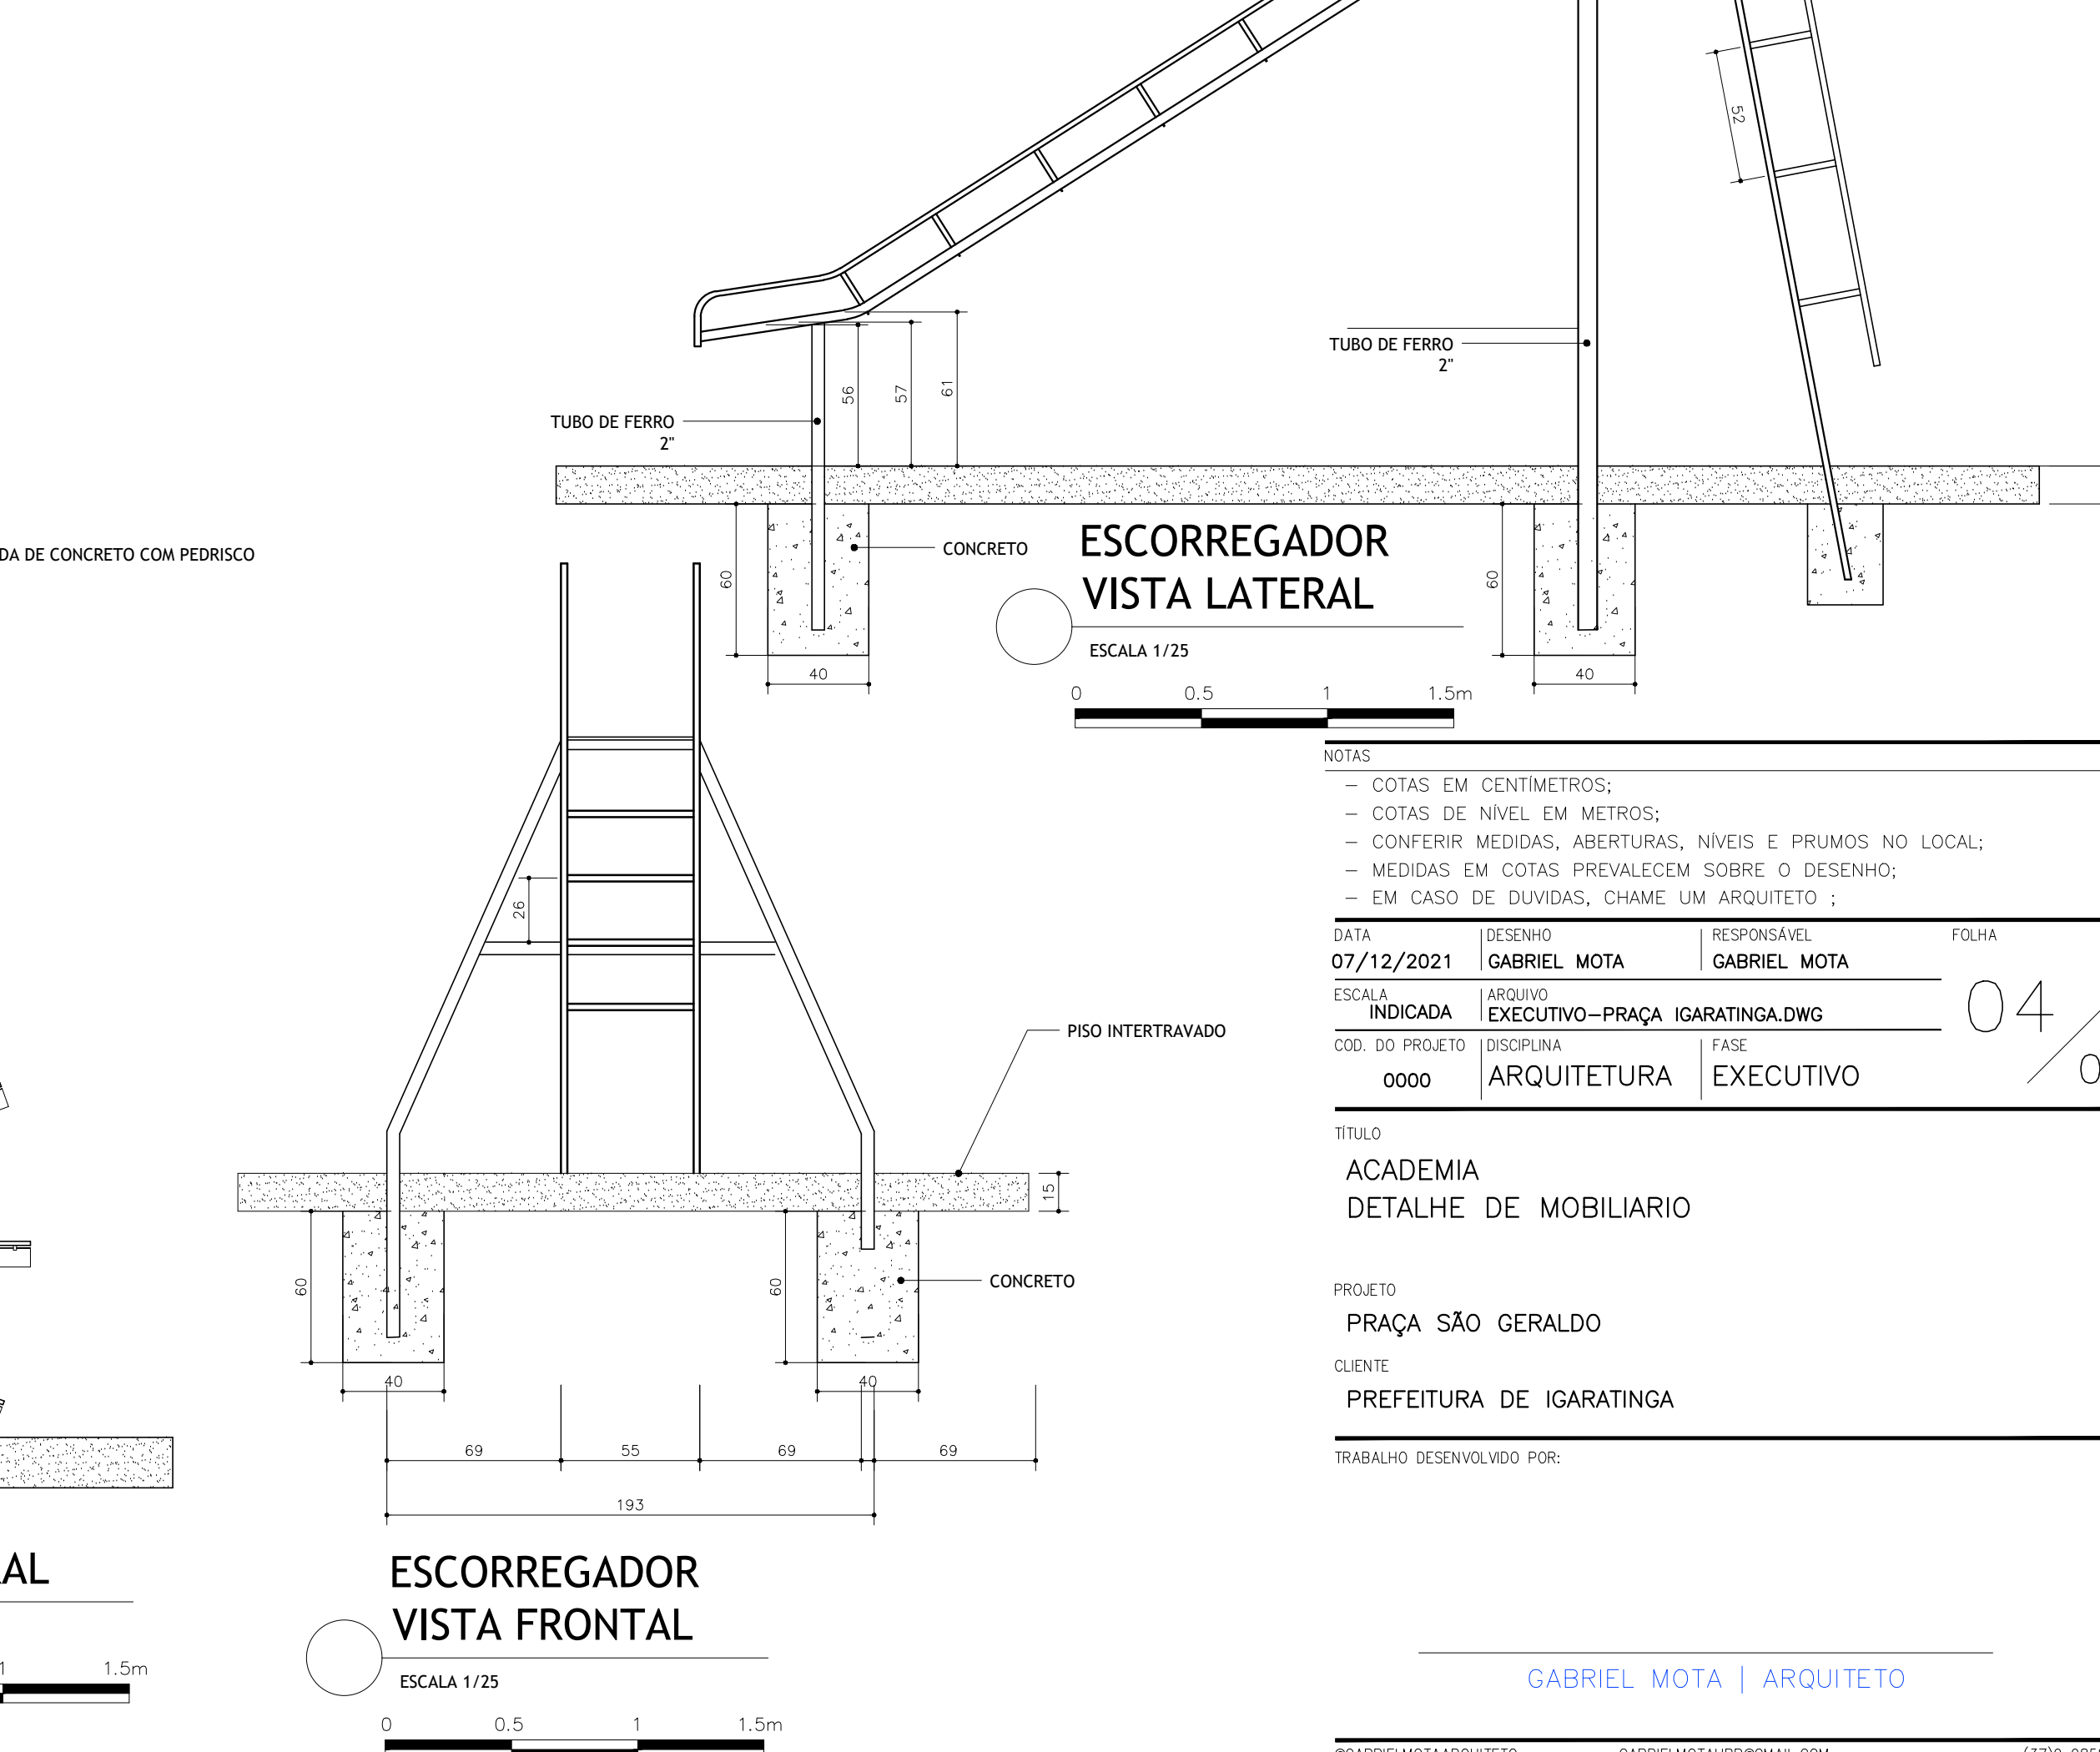 52
TUBO DE FERRO
2"
56
57
61
TUBO DE FERRO
2"
DA DE CONCRETO COM PEDRISCO
60
CONCRETO
40
ESCORREGADOR
VISTA LATERAL
ESCALA 1/25
0 0.5 1 1.5m
60
40
26
PISO INTERTRAVADO
15
60
60
CONCRETO
40
40
69 55 69 69
193
AL
1 1.5m
ESCORREGADOR
VISTA FRONTAL
ESCALA 1/25
0 0.5 1 1.5m
NOTAS
– COTAS EM CENTÍMETROS;
– COTAS DE NÍVEL EM METROS;
– CONFERIR MEDIDAS, ABERTURAS, NÍVEIS E PRUMOS NO LOCAL;
– MEDIDAS EM COTAS PREVALECEM SOBRE O DESENHO;
– EM CASO DE DUVIDAS, CHAME UM ARQUITETO ;
DATA DESENHO RESPONSÁVEL FOLHA
07/12/2021 GABRIEL MOTA GABRIEL MOTA
04
0
ESCALA ARQUIVO
INDICADA EXECUTIVO–PRAÇA IGARATINGA.DWG
COD. DO PROJETO DISCIPLINA FASE
0000 ARQUITETURA EXECUTIVO
TÍTULO
ACADEMIA
DETALHE DE MOBILIARIO
PROJETO
PRAÇA SÃO GERALDO
CLIENTE
PREFEITURA DE IGARATINGA
TRABALHO DESENVOLVIDO POR:
GABRIEL MOTA | ARQUITETO